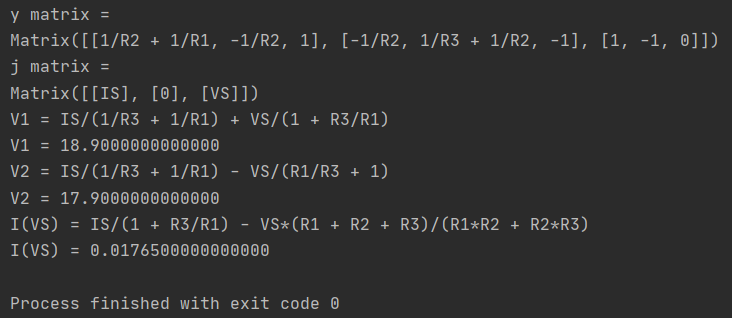 y matrix =
Matrix([[1/R2 + 1/R1, -1/R2, 1], [-1/R2, 1/R3 + 1/R2, -1], [1, -1, 0]])
j matrix =
Matrix([[IS], [0], [VS]])
V1 = IS/(1/R3 + 1/R1) + VS/(1 + R3/R1)
V1 = 18.9000000000000
V2 = IS/(1/R3 + 1/R1) - VS/(R1/R3 + 1)
V2 = 17.9000000000000
I(VS) = IS/(1 + R3/R1) - VS*(R1 + R2 + R3)/(R1*R2 + R2*R3)
I(VS) = 0.0176500000000000
Process finished with exit code 0